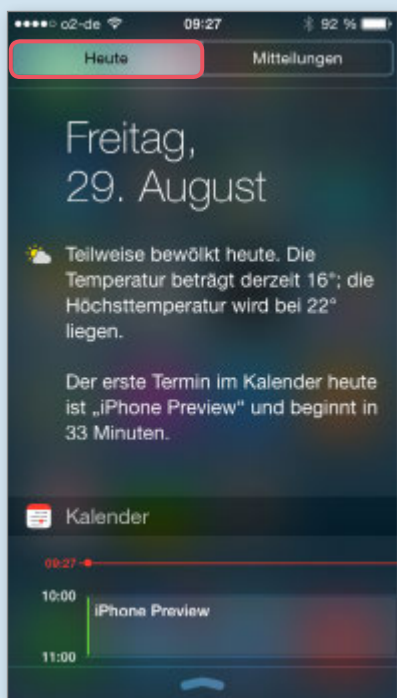 o2-de 09:27 92 %
Heute Mitteilungen
Freitag,
29. August
Teilweise bewölkt heute. Die
Temperatur beträgt derzeit 16°; die
Höchsttemperatur wird bei 22°
liegen.
Der erste Termin im Kalender heute
ist „iPhone Preview“ und beginnt in
33 Minuten.
Kalender
09:27
10:00
iPhone Preview
11:00